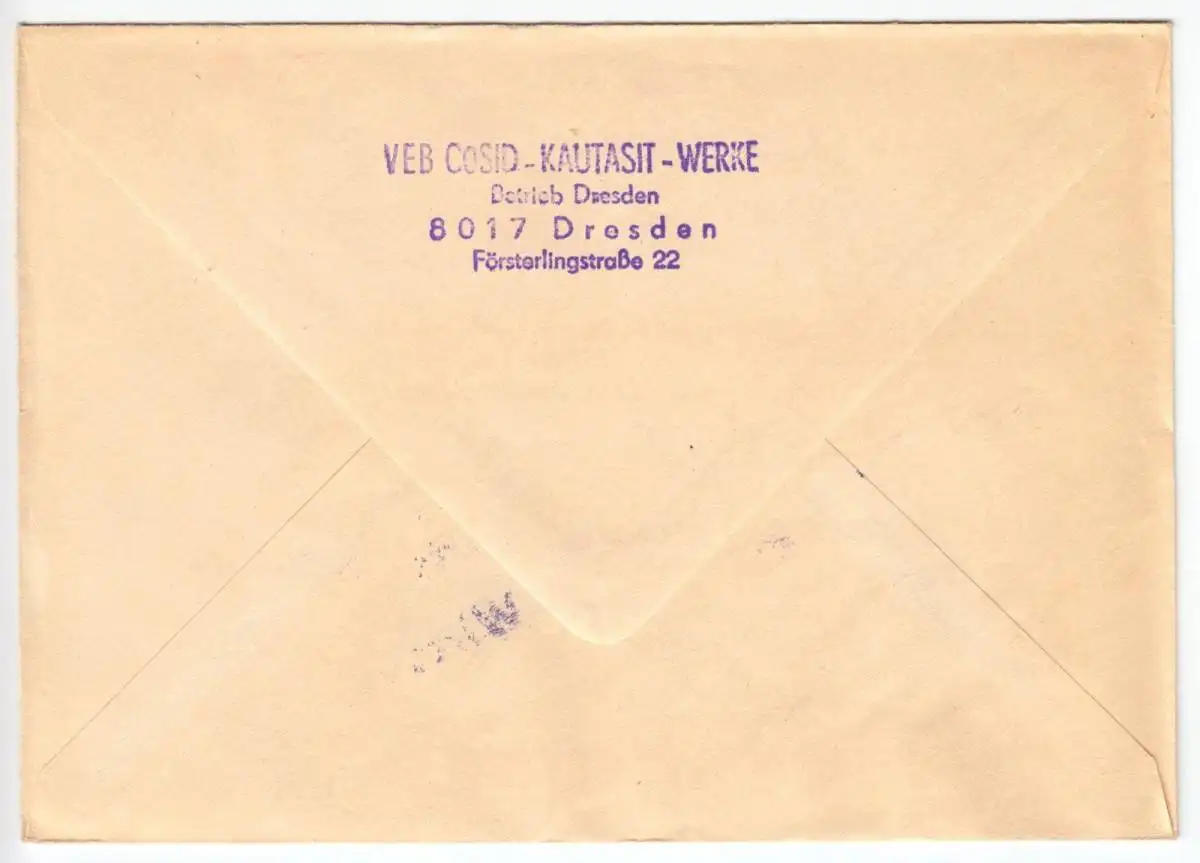 VEB COSID-KAUTASIT-WERKE
Betrieb Dresden
8017 Dresden
Försterlingstraße 22